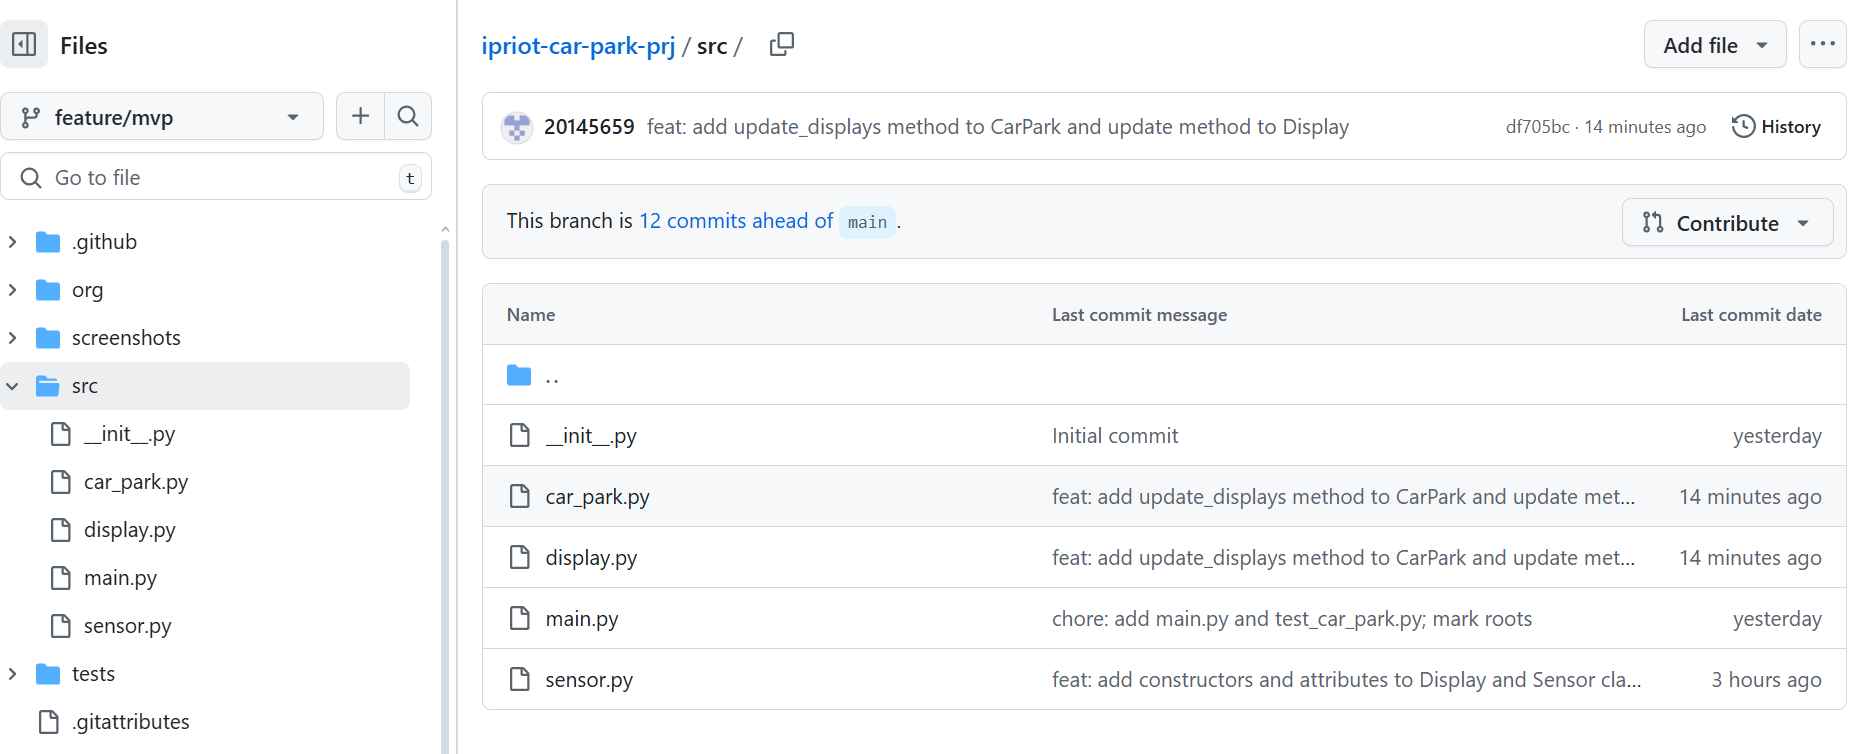 Files
feature/mvp
Go to file
t
.github
org
screenshots
src
__init__.py
car_park.py
display.py
main.py
sensor.py
tests
.gitattributes
ipriot-car-park-prj / src /
Add file
20145659 feat: add update_displays method to CarPark and update method to Display
df705bc · 14 minutes ago
History
This branch is 12 commits ahead of main.
Contribute
Name Last commit message Last commit date
..
__init__.py Initial commit yesterday
car_park.py feat: add update_displays method to CarPark and update met... 14 minutes ago
display.py feat: add update_displays method to CarPark and update met... 14 minutes ago
main.py chore: add main.py and test_car_park.py; mark roots yesterday
sensor.py feat: add constructors and attributes to Display and Sensor cla... 3 hours ago